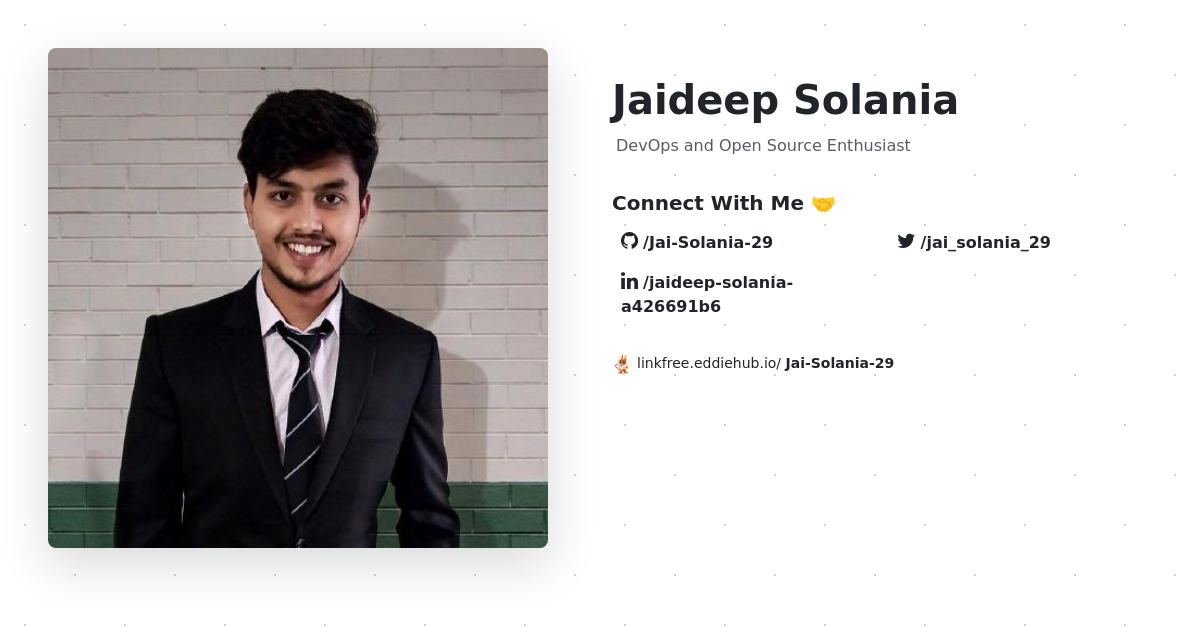 Jaideep Solania
DevOps and Open Source Enthusiast
Connect With Me 🤝
/Jai-Solania-29
/jai_solania_29
/jaideep-solania-
a426691b6
linkfree.eddiehub.io/ Jai-Solania-29